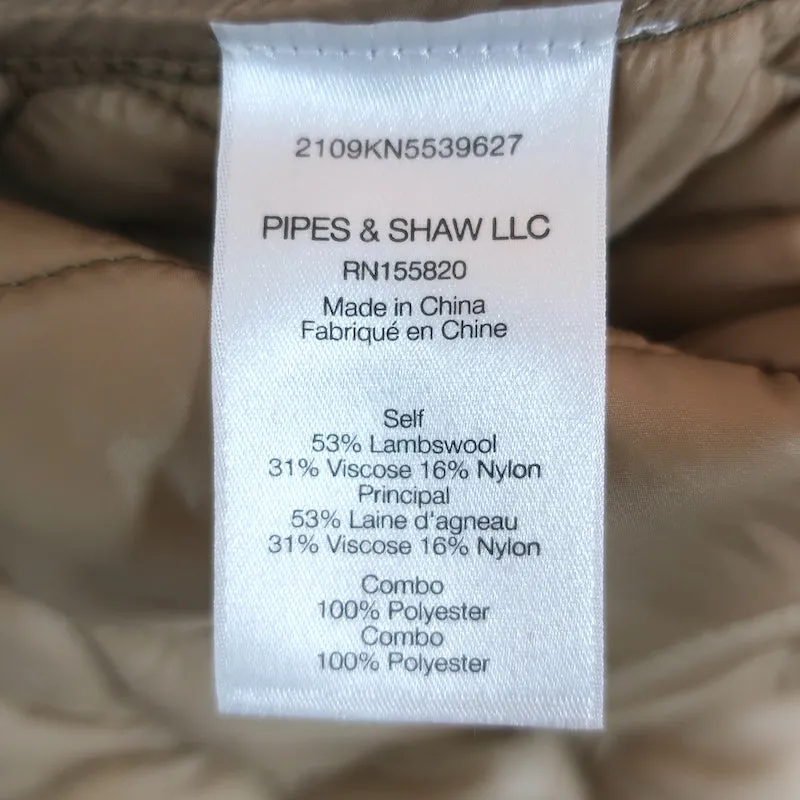 2109KN5539627
PIPES & SHAW LLC
RN155820
Made in China
Fabriqué en Chine
Self
53% Lambswool
31% Viscose 16% Nylon
Principal
53% Laine d'agneau
31% Viscose 16% Nylon
Combo
100% Polyester
Combo
100% Polyester